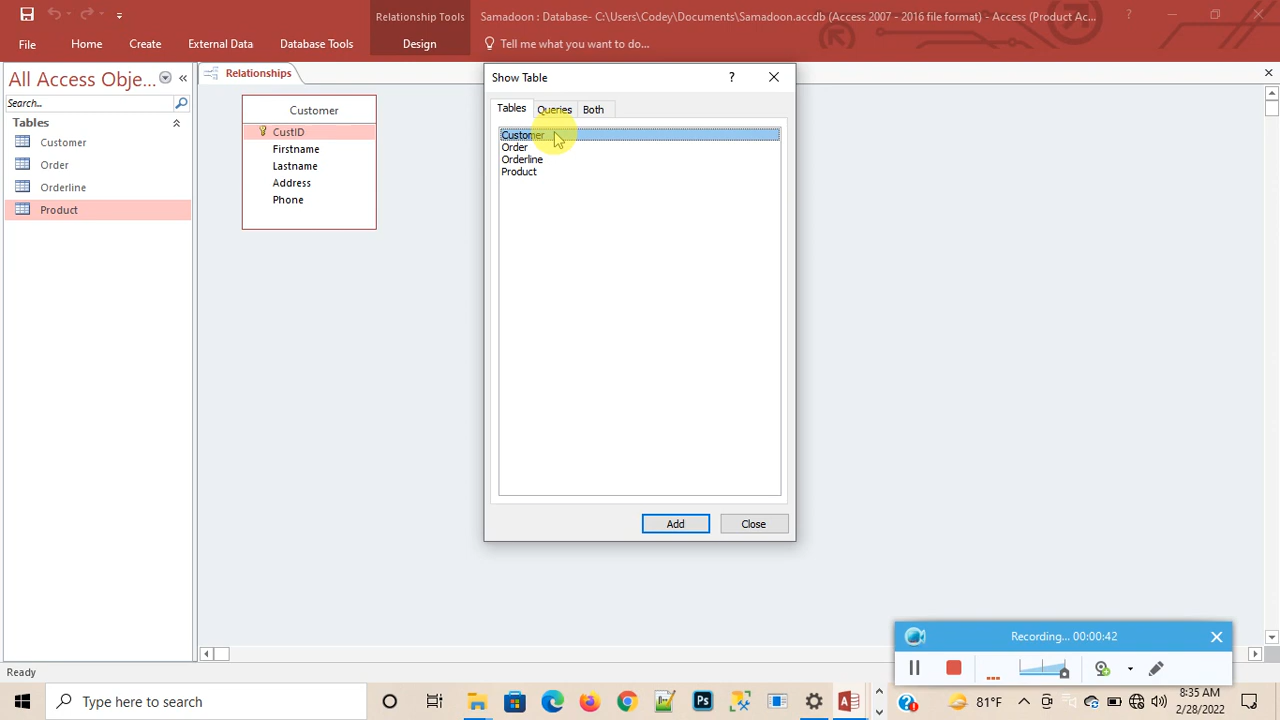 Relationship Tools
Samadoon : Database- C:\Users\Codey\Documents\Samadoon.accdb (Access 2007 - 2016 file format) - Access (Product Ac...
File
Home
Create
External Data
Database Tools
Design
Tell me what you want to do...
All Access Obje...
Search...
Tables
Customer
Order
Orderline
Product
Relationships
Customer
CustID
Firstname
Lastname
Address
Phone
Show Table
Tables
Queries
Both
Customer
Order
Orderline
Product
Add
Close
Recording... 00:00:42
Ready
Type here to search
Ps
81°F
8:35 AM
2/28/2022